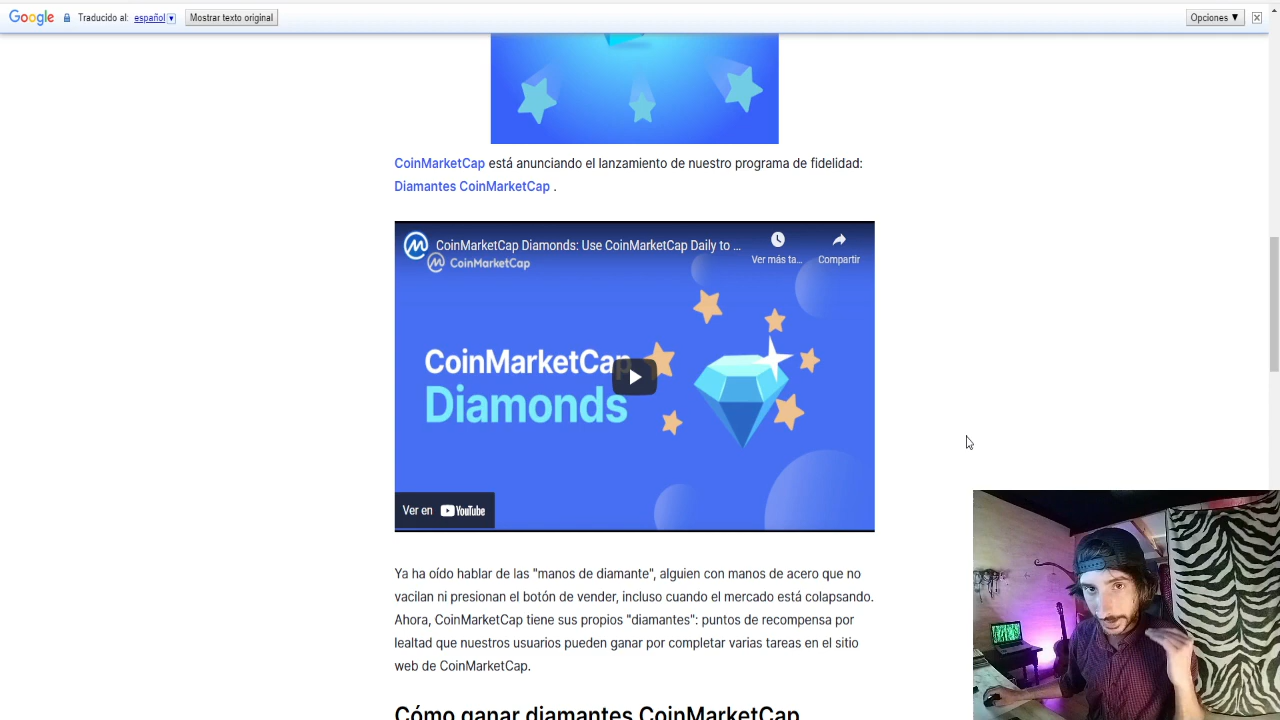 Google Traducido al: español Mostrar texto original Opciones ▼
CoinMarketCap está anunciando el lanzamiento de nuestro programa de fidelidad:
Diamantes CoinMarketCap .
CoinMarketCap Diamonds: Use CoinMarketCap Daily to ...
CoinMarketCap
Ver más ta... Compartir
CoinMarketCap
Diamonds
Ver en YouTube
Ya ha oído hablar de las "manos de diamante", alguien con manos de acero que no
vacilan ni presionan el botón de vender, incluso cuando el mercado está colapsando.
Ahora, CoinMarketCap tiene sus propios "diamantes": puntos de recompensa por
lealtad que nuestros usuarios pueden ganar por completar varias tareas en el sitio
web de CoinMarketCap.
Cómo ganar diamantes CoinMarketCap